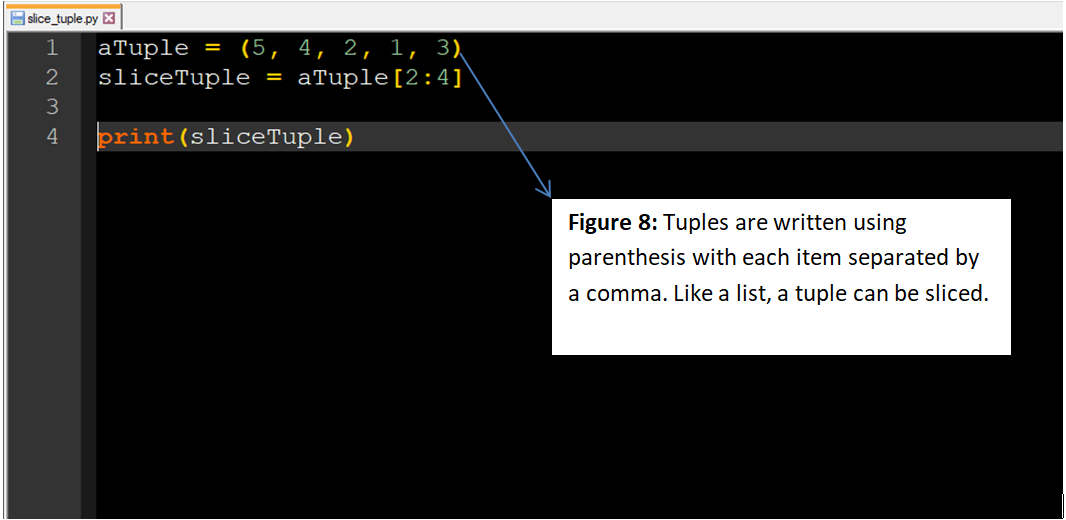 slice_tuple.py
1 aTuple = (5, 4, 2, 1, 3)
2 sliceTuple = aTuple[2:4]
3
4 print(sliceTuple)
Figure 8: Tuples are written using
parenthesis with each item separated by
a comma. Like a list, a tuple can be sliced.